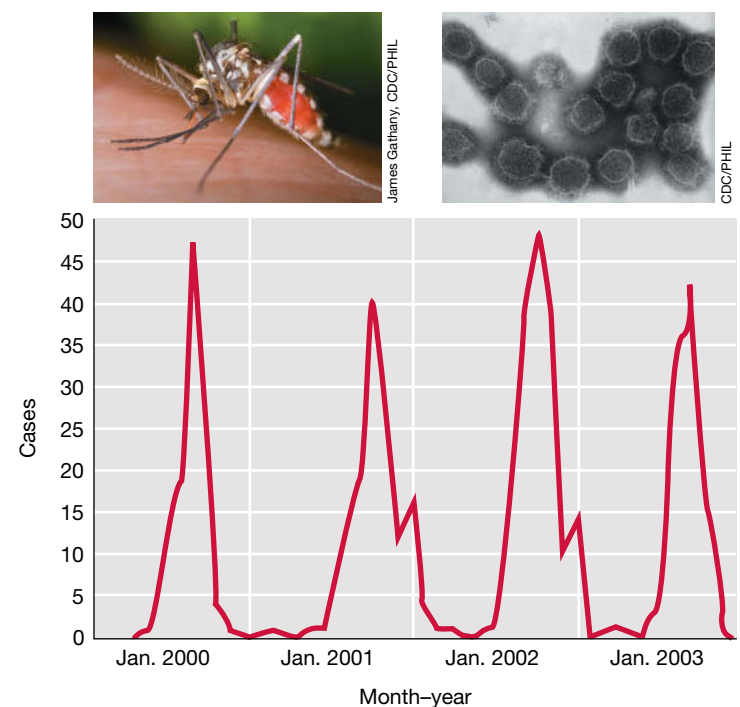 James Gathany, CDC/PHIL
CDC/PHIL
50
45
40
35
30
25
20
15
10
5
0
Cases
Jan. 2000 Jan. 2001 Jan. 2002 Jan. 2003
Month–year